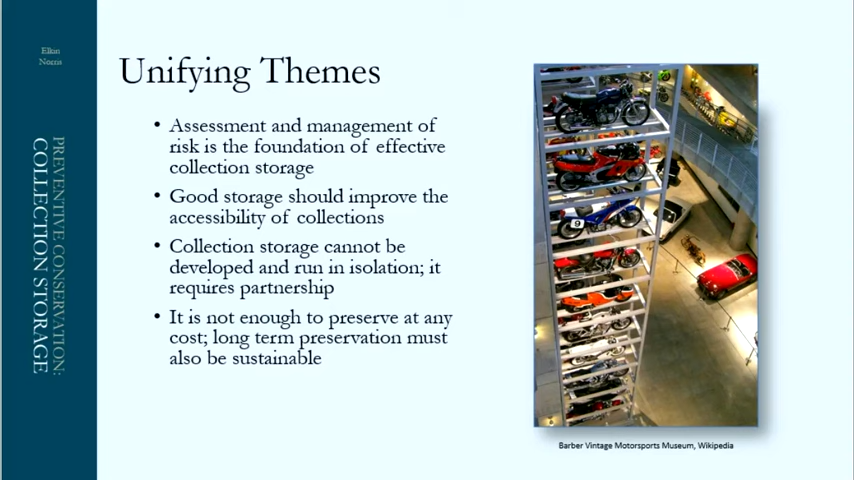 Elkin
Norris
PREVENTIVE CONSERVATION:
COLLECTION STORAGE
Unifying Themes
• Assessment and management of
risk is the foundation of effective
collection storage
• Good storage should improve the
accessibility of collections
• Collection storage cannot be
developed and run in isolation; it
requires partnership
• It is not enough to preserve at any
cost; long term preservation must
also be sustainable
9
Barber Vintage Motorsports Museum, Wikipedia